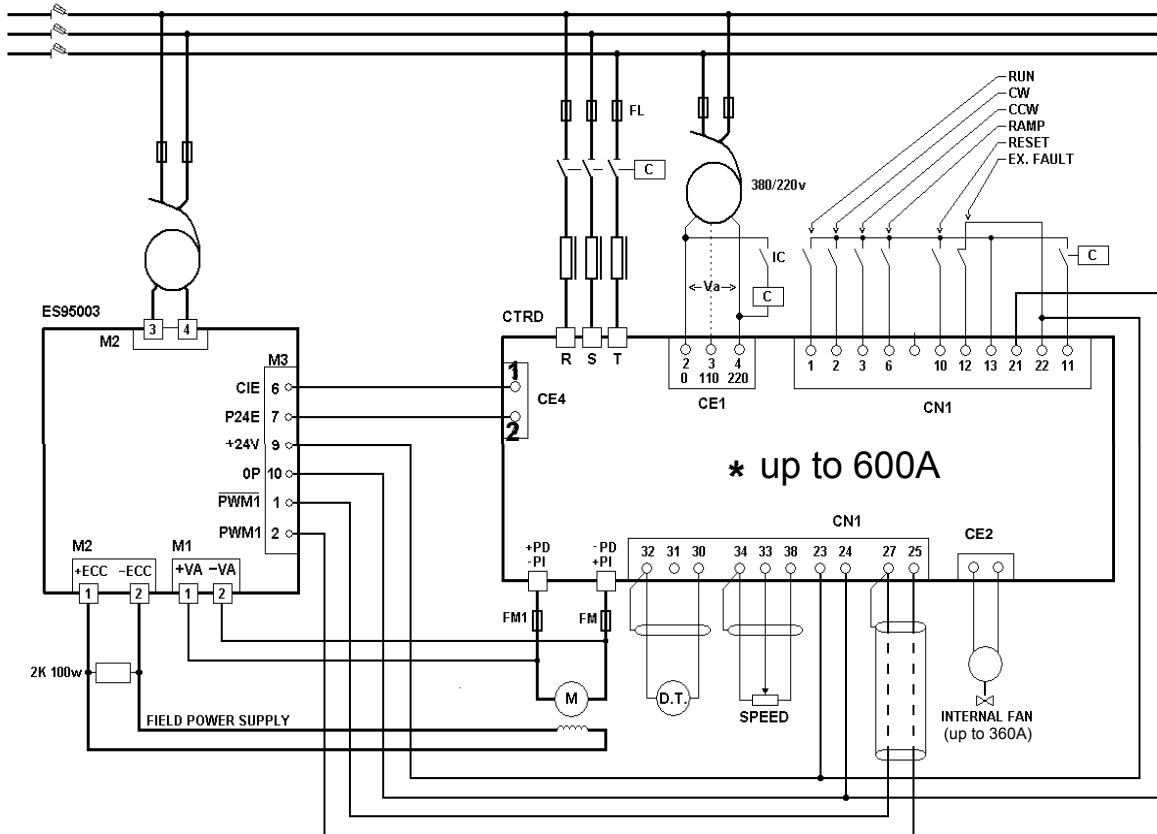 RUN
CW
CCW
RAMP
RESET
EX. FAULT
FL
C
380/220v
IC
Va
C
C
ES95003
3 4
M2
CTRD
R S T
2 3 4
0 110 220
CE1
1 2 3 6 10 12 13 21 22 11
CN1
M3
CIE 6
P24E 7
+24V 9
0P 10
PWM1 1
PWM1 2
1
2
CE4
* up to 600A
M2 M1
+ECC -ECC +VA -VA
1 2 1 2
+PD -PD
-PI +PI
CN1
32 31 30 34 33 38 23 24 27 25
CE2
FM1 FM
2K 100w
M
D.T.
SPEED
INTERNAL FAN
(up to 360A)
FIELD POWER SUPPLY